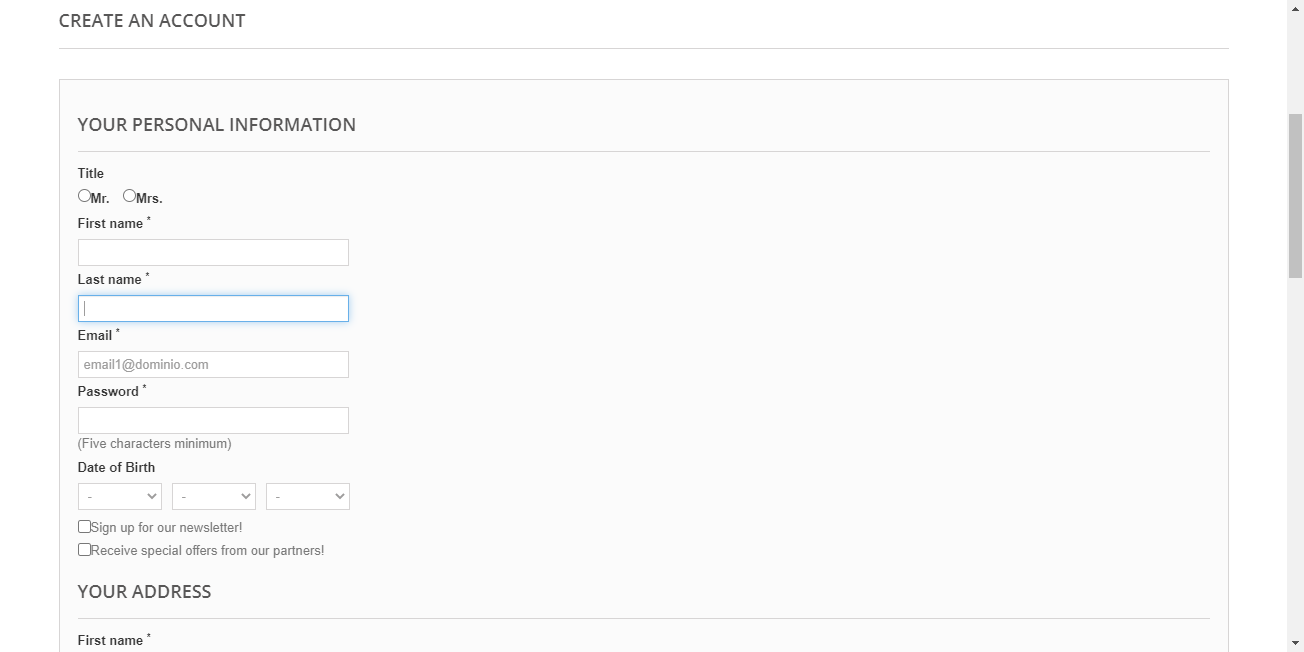 CREATE AN ACCOUNT
YOUR PERSONAL INFORMATION
Title
Mr. Mrs.
First name *
Last name *
Email *
email1@dominio.com
Password *
(Five characters minimum)
Date of Birth
- - -
Sign up for our newsletter!
Receive special offers from our partners!
YOUR ADDRESS
First name *